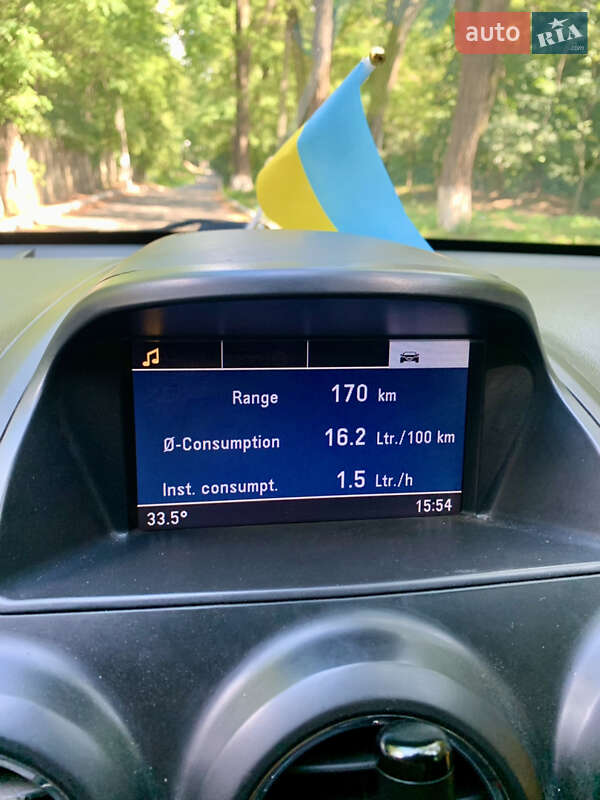 auto RIA .com
Range 170 km
Ø-Consumption 16.2 Ltr./100 km
Inst. consumpt. 1.5 Ltr./h
33.5° 15:54